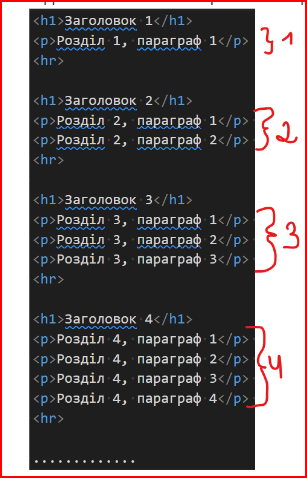 <h1>Заголовок 1</h1>
<p>Розділ 1, параграф 1</p>
1
<hr>
<h1>Заголовок 2</h1>
<p>Розділ 2, параграф 1</p>
<p>Розділ 2, параграф 2</p>
2
<hr>
<h1>Заголовок 3</h1>
<p>Розділ 3, параграф 1</p>
<p>Розділ 3, параграф 2</p>
3
<p>Розділ 3, параграф 3</p>
<hr>
<h1>Заголовок 4</h1>
<p>Розділ 4, параграф 1</p>
<p>Розділ 4, параграф 2</p>
4
<p>Розділ 4, параграф 3</p>
<p>Розділ 4, параграф 4</p>
<hr>
.............